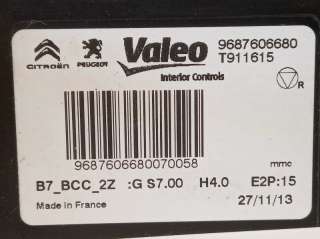 CITROËN PEUGEOT Valeo 9687606680
T911615
Interior Controls
R
9687606680070058
mmc
B7_BCC_2Z :G S7.00 H4.0 E2P:15
Made in France 27/11/13